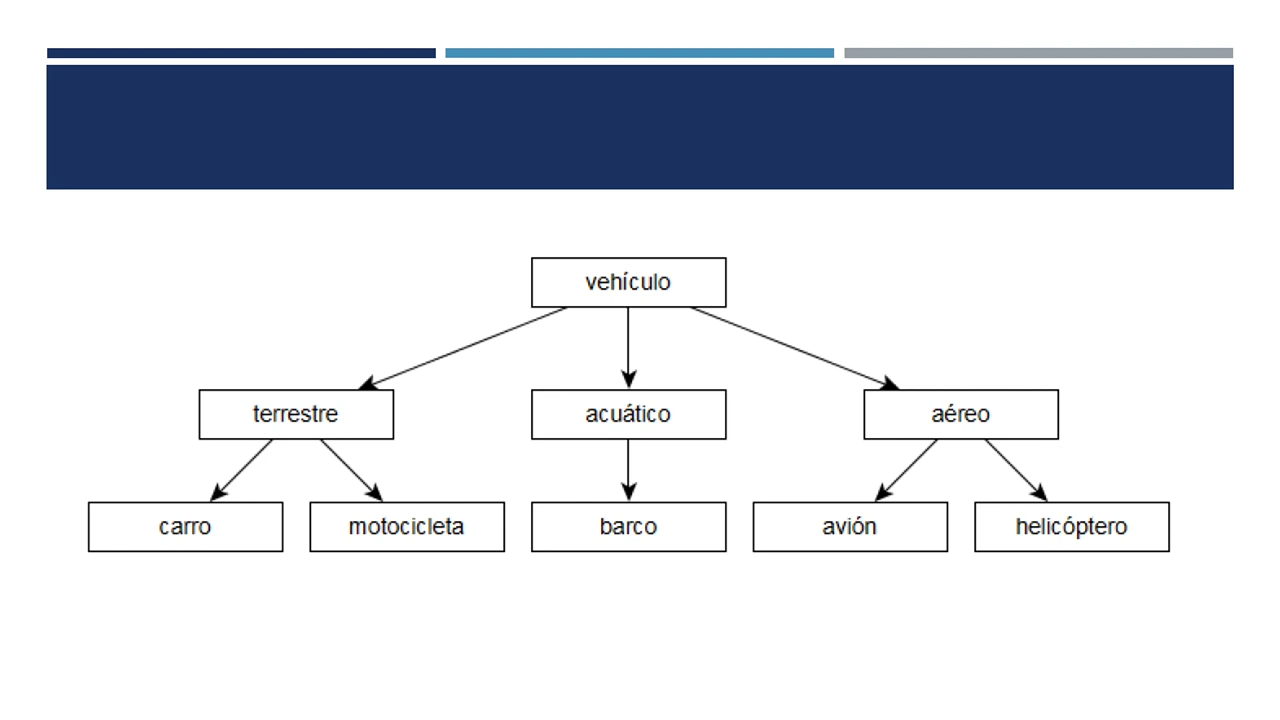 vehículo
terrestre
acuático
aéreo
carro
motocicleta
barco
avión
helicóptero